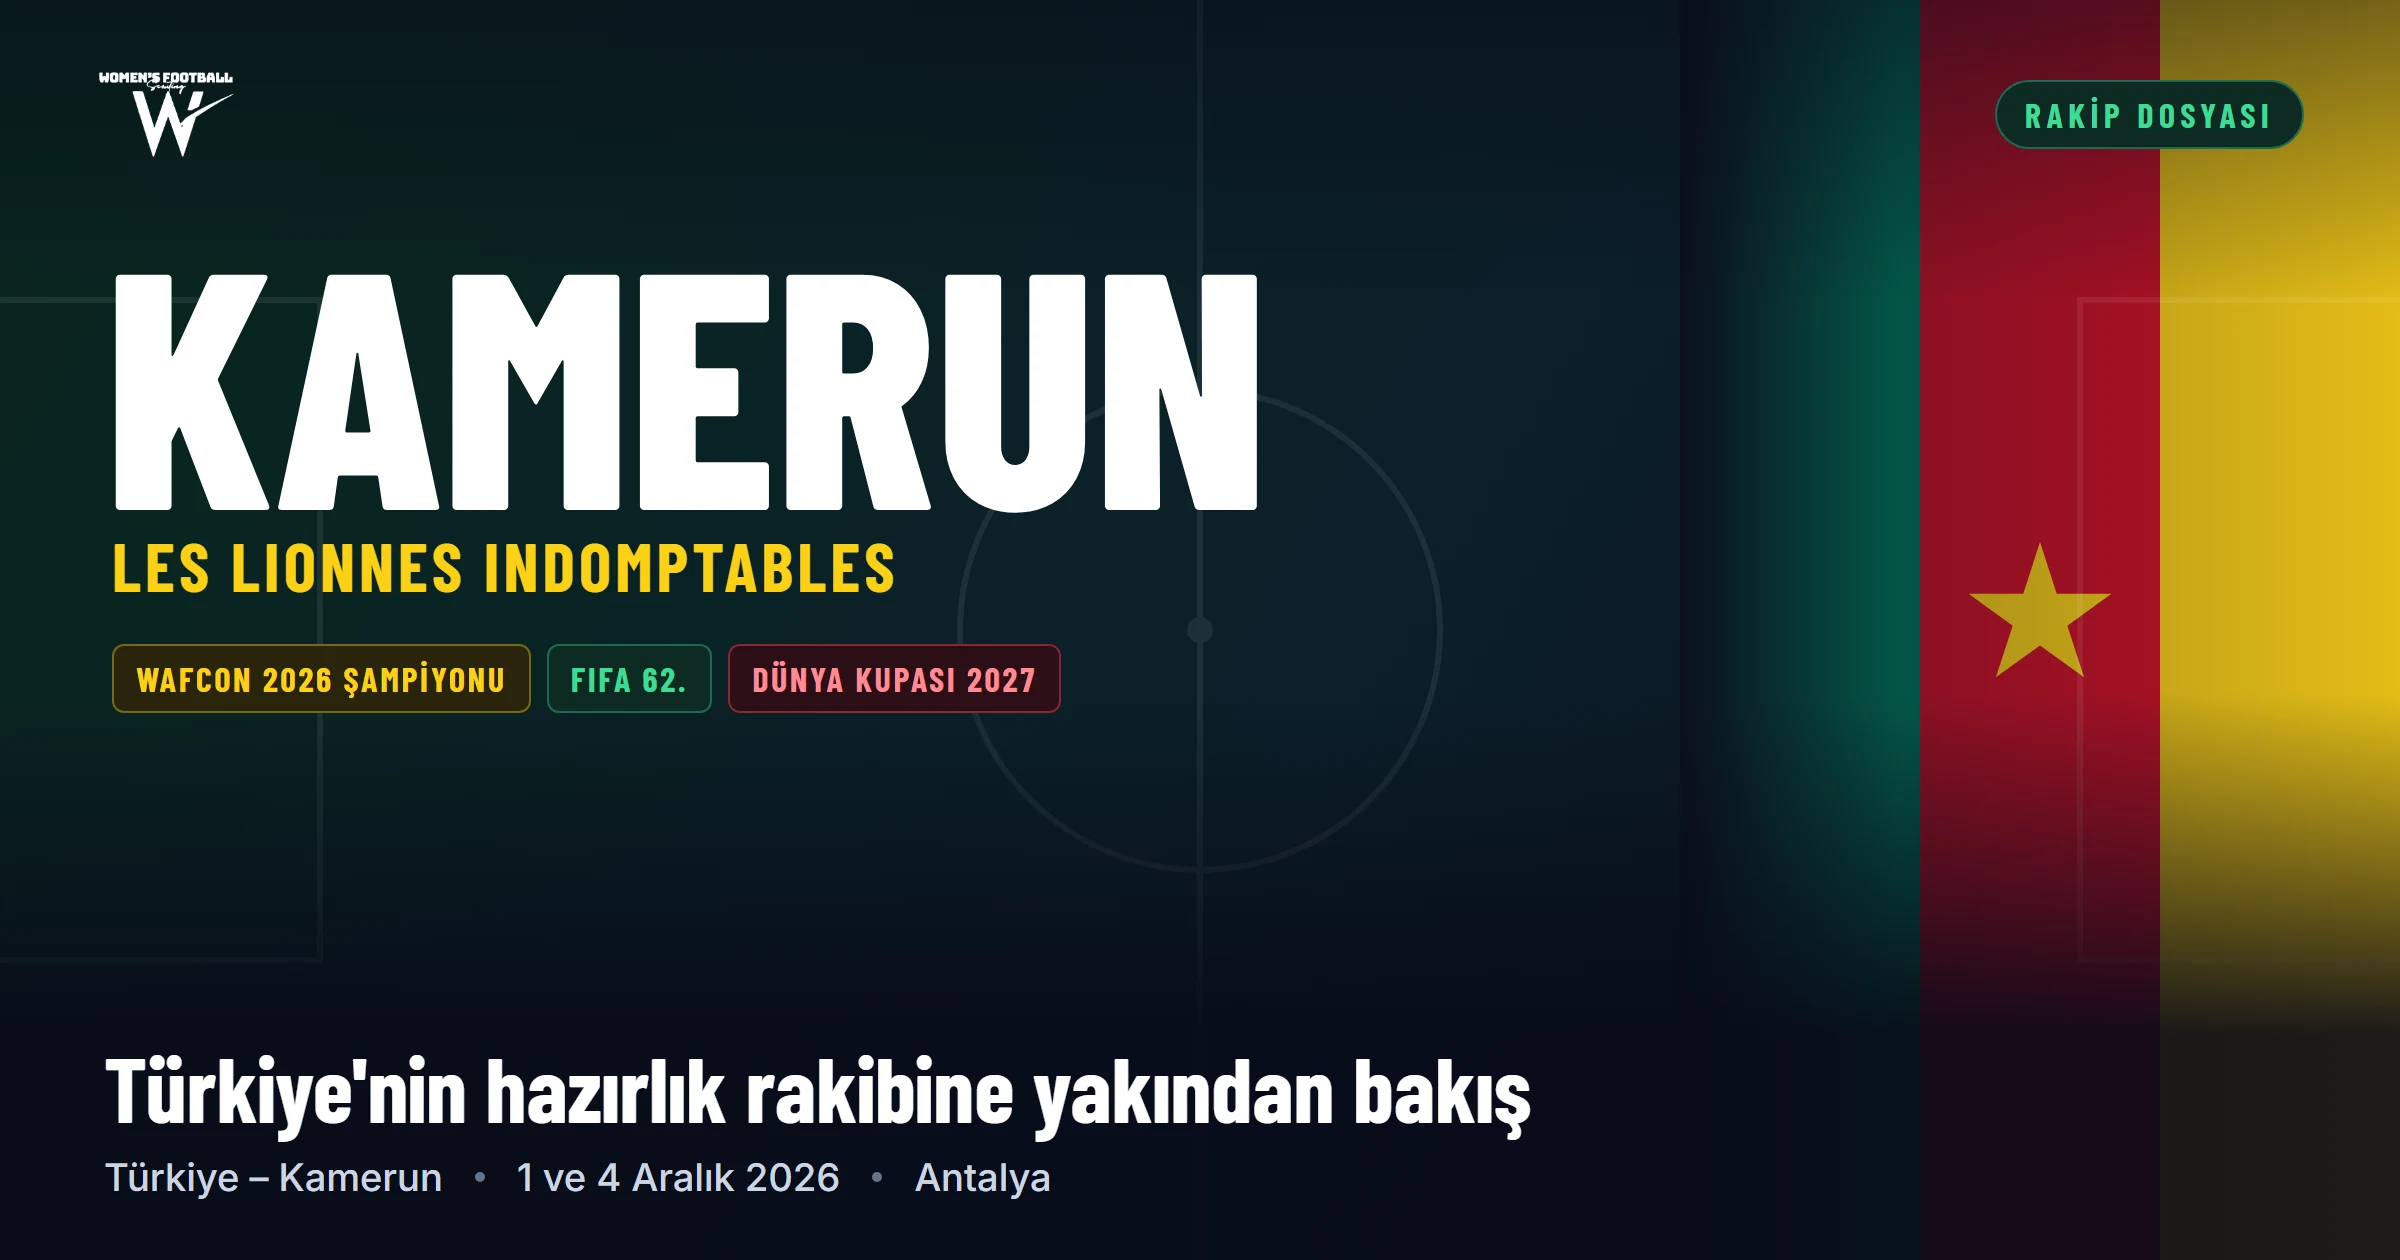 WOMEN'S FOOTBALL
W
RAKİP DOSYASI
KAMERUN
LES LIONNES INDOMPTABLES
WAFCON 2026 ŞAMPİYONU
FIFA 62.
DÜNYA KUPASI 2027
Türkiye'nin hazırlık rakibine yakından bakış
Türkiye – Kamerun • 1 ve 4 Aralık 2026 • Antalya